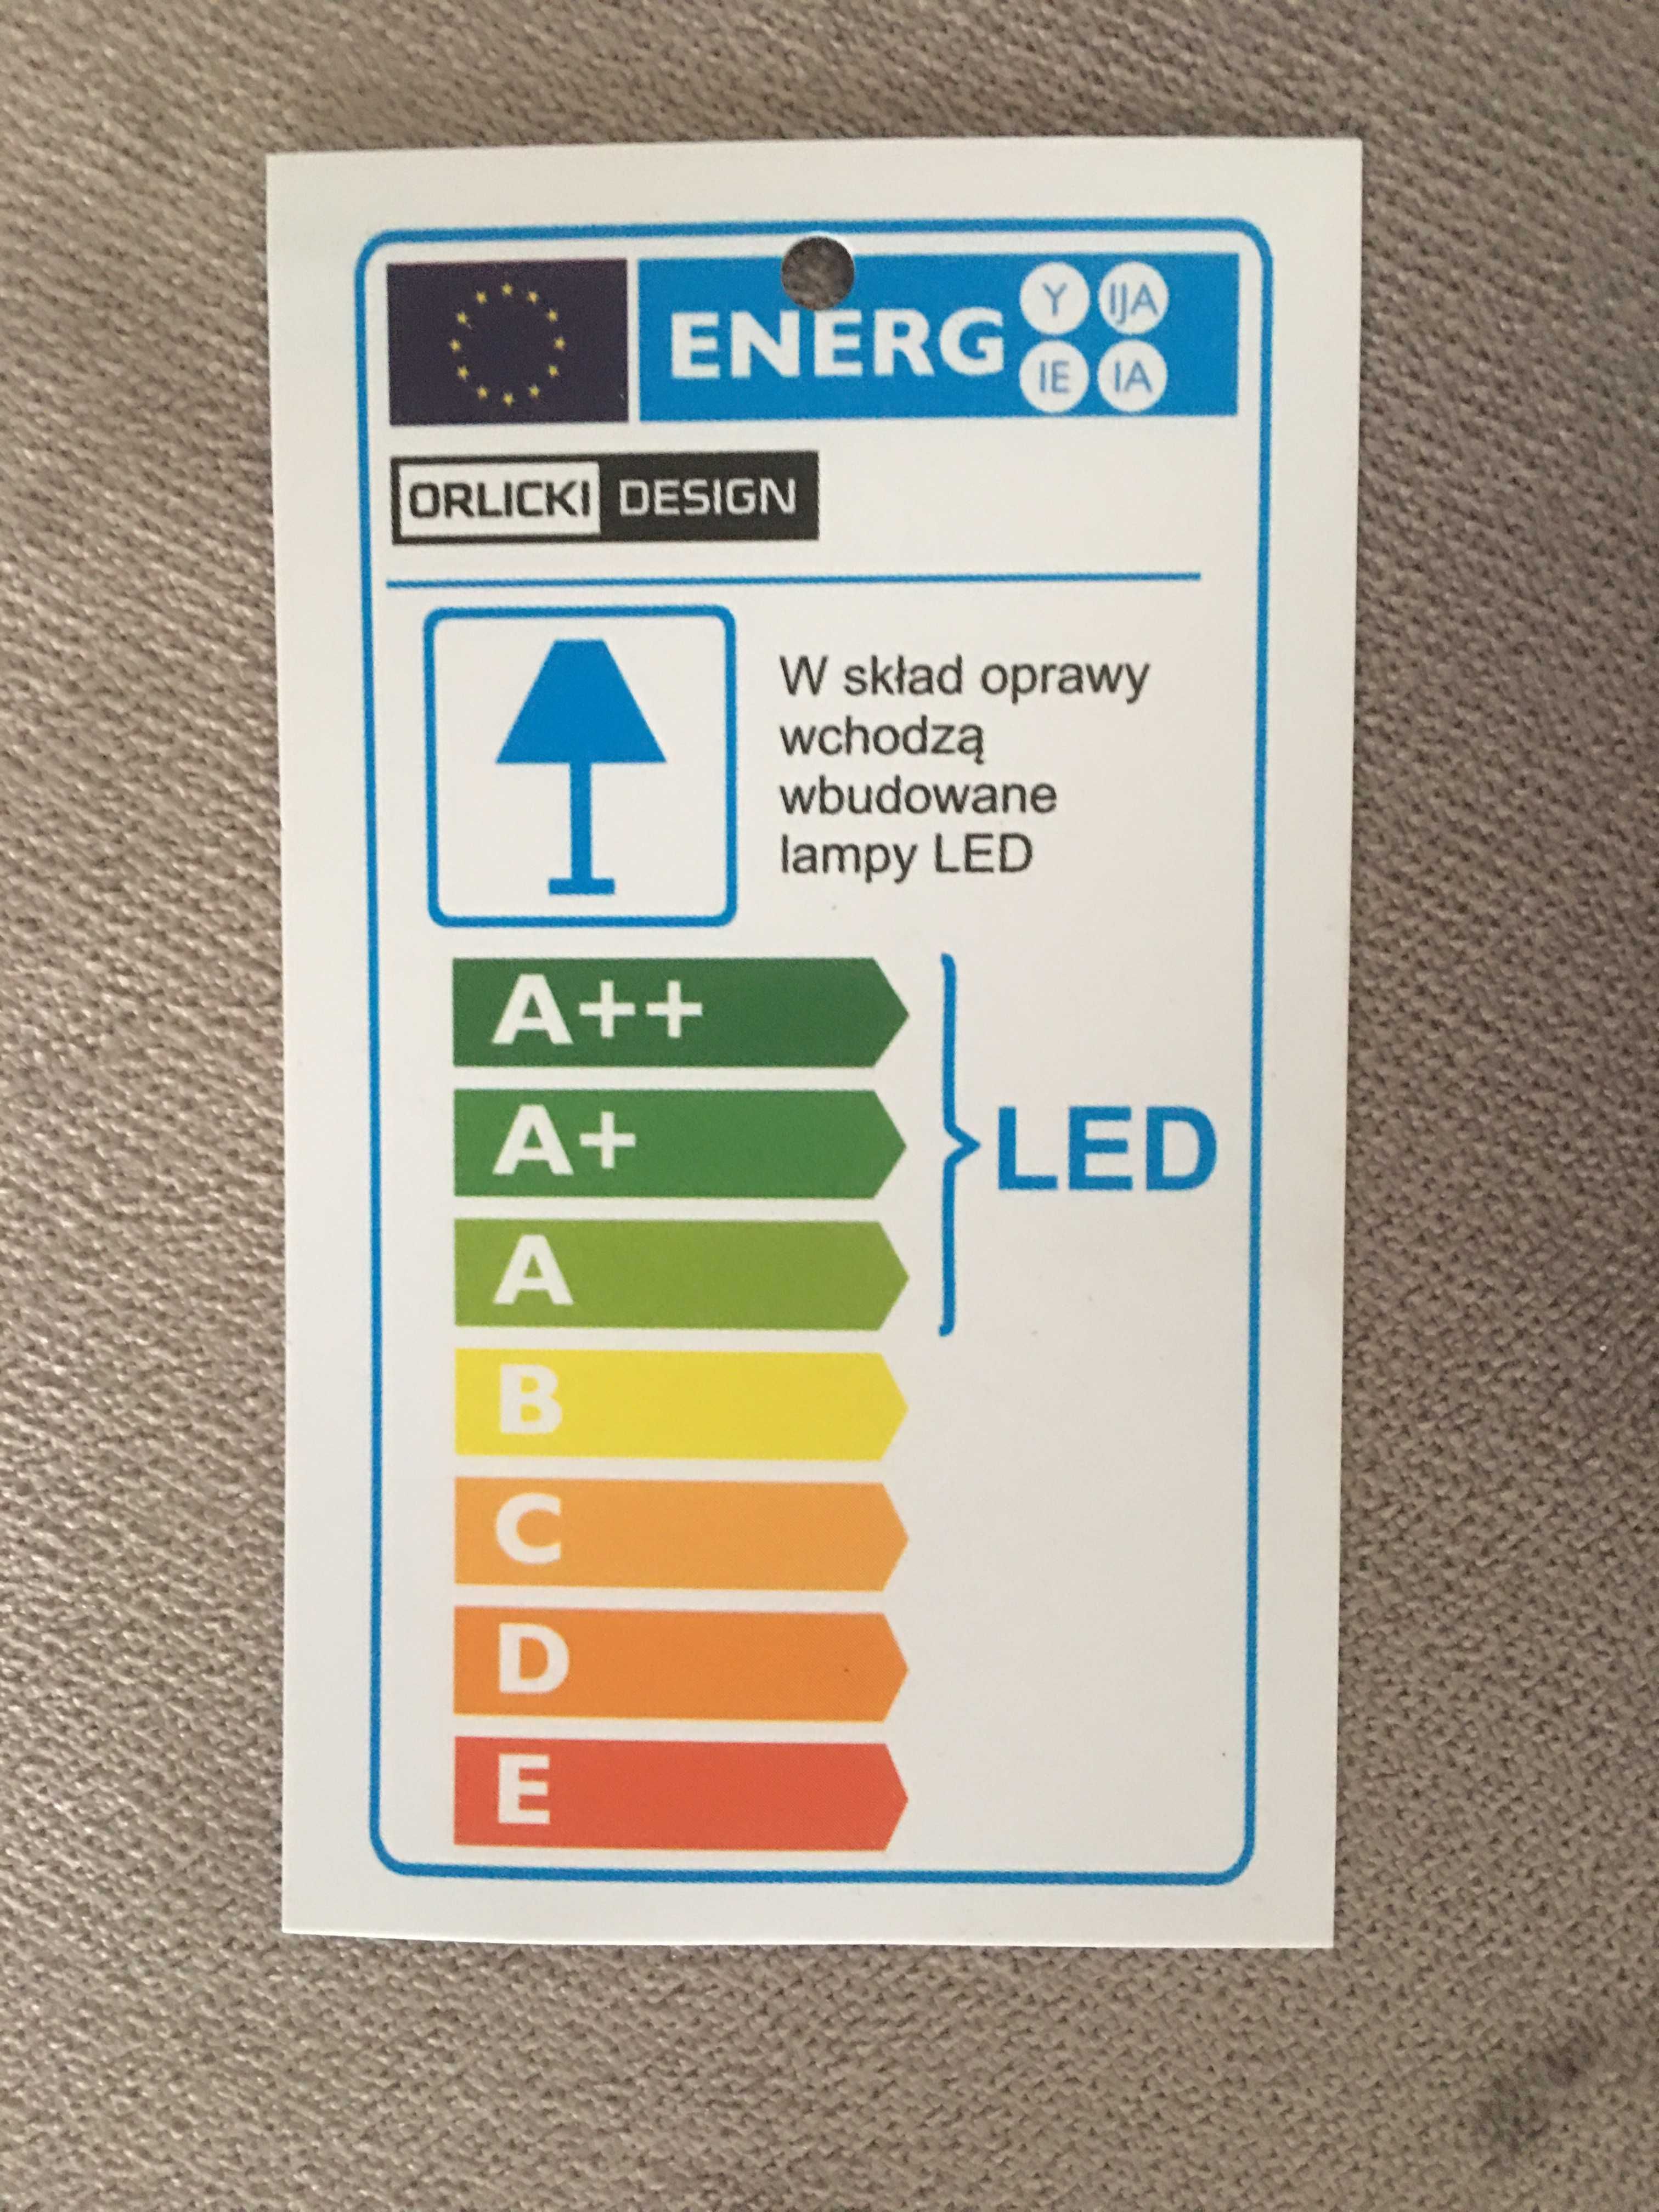 ENERG Y IJA
IE IA
ORLICKI DESIGN
W skład oprawy
wchodzą
wbudowane
lampy LED
A++
A+
LED
A
B
C
D
E